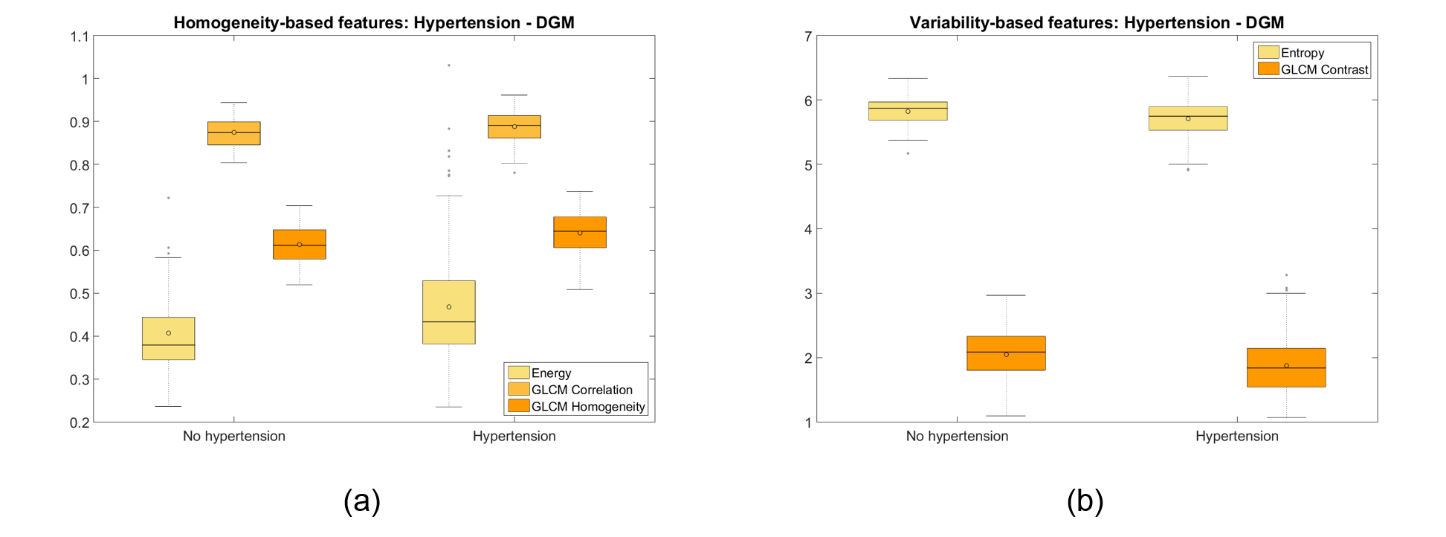 Homogeneity-based features: Hypertension - DGM
1.1
1
0.9
0.8
0.7
0.6
0.5
0.4
0.3
0.2
Energy
GLCM Correlation
GLCM Homogeneity
No hypertension
Hypertension
(a)
Variability-based features: Hypertension - DGM
7
6
5
4
3
2
1
Entropy
GLCM Contrast
No hypertension
Hypertension
(b)